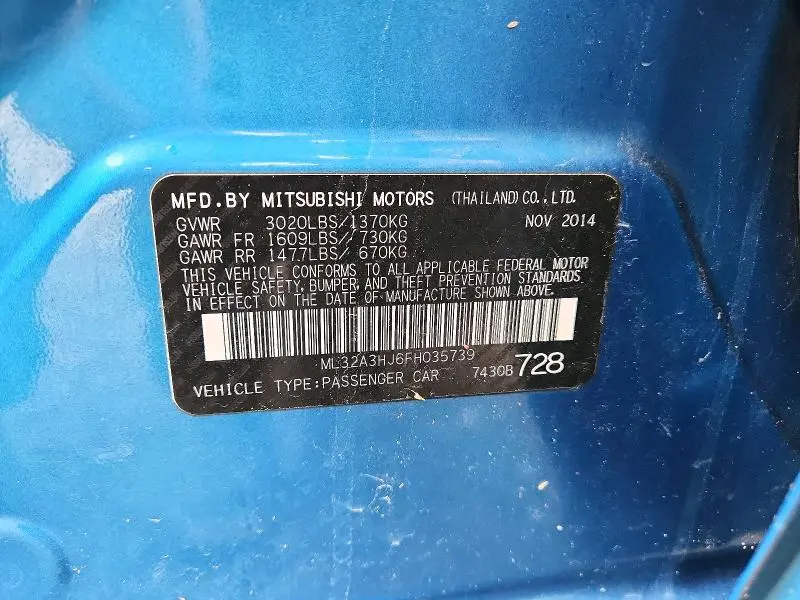 MFD.BY MITSUBISHI MOTORS (THAILAND) CO., LTD.
GVWR 3020LBS/1370KG NOV 2014
GAWR FR 1609LBS/ 730KG
GAWR RR 1477LBS/ 670KG
THIS VEHICLE CONFORMS TO ALL APPLICABLE FEDERAL MOTOR
VEHICLE SAFETY, BUMPER, AND THEFT PREVENTION STANDARDS
IN EFFECT ON THE DATE OF MANUFACTURE SHOWN ABOVE.
ML32A3HJ6FH035739
VEHICLE TYPE:PASSENGER CAR 7430B 728